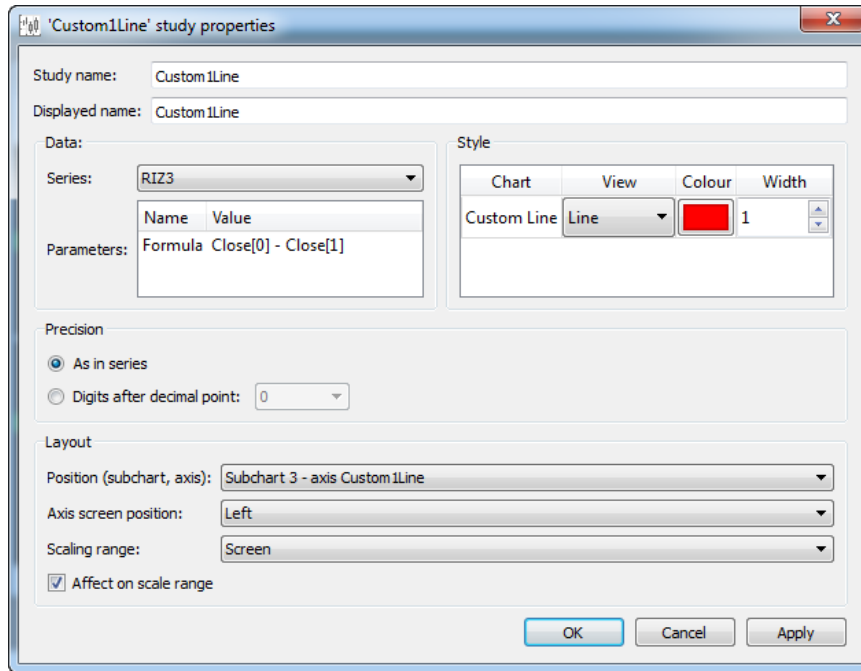 'Custom1Line' study properties
Study name: Custom1Line
Displayed name: Custom1Line
Data:
Series: RIZ3
Parameters:
Name Value
Formula Close[0] - Close[1]
Style
Chart View Colour Width
Custom Line Line 1
Precision
As in series
Digits after decimal point: 0
Layout
Position (subchart, axis): Subchart 3 - axis Custom1Line
Axis screen position: Left
Scaling range: Screen
Affect on scale range
OK Cancel Apply